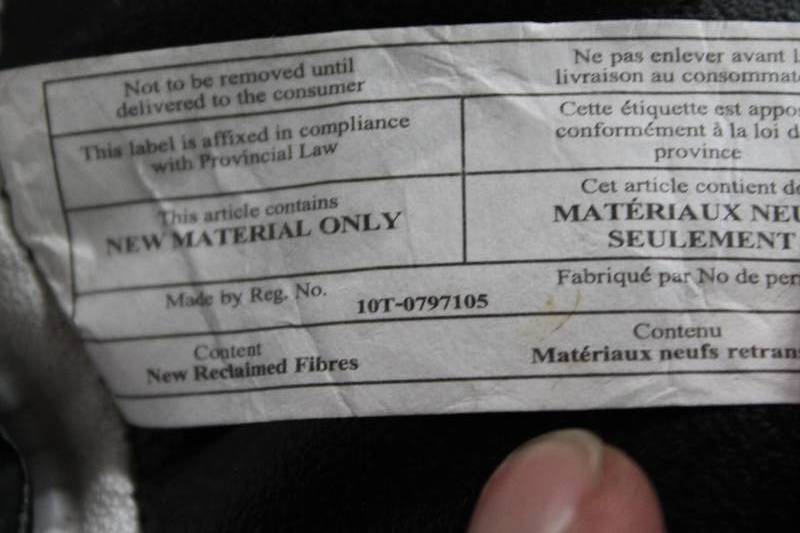 Not to be removed until
delivered to the consumer
Ne pas enlever avant
livraison au
This label is affixed in compliance
with Provincial Law
Cette étiquette est
conformément à la loi
province
This article contains
NEW MATERIAL ONLY
Cet article contient
MATÉRIAUX
SEULEMENT
Made by Reg. No.
10T-0797105
Fabriqué par No de
Content
New Reclaimed Fibres
Contenu
Matériaux neufs